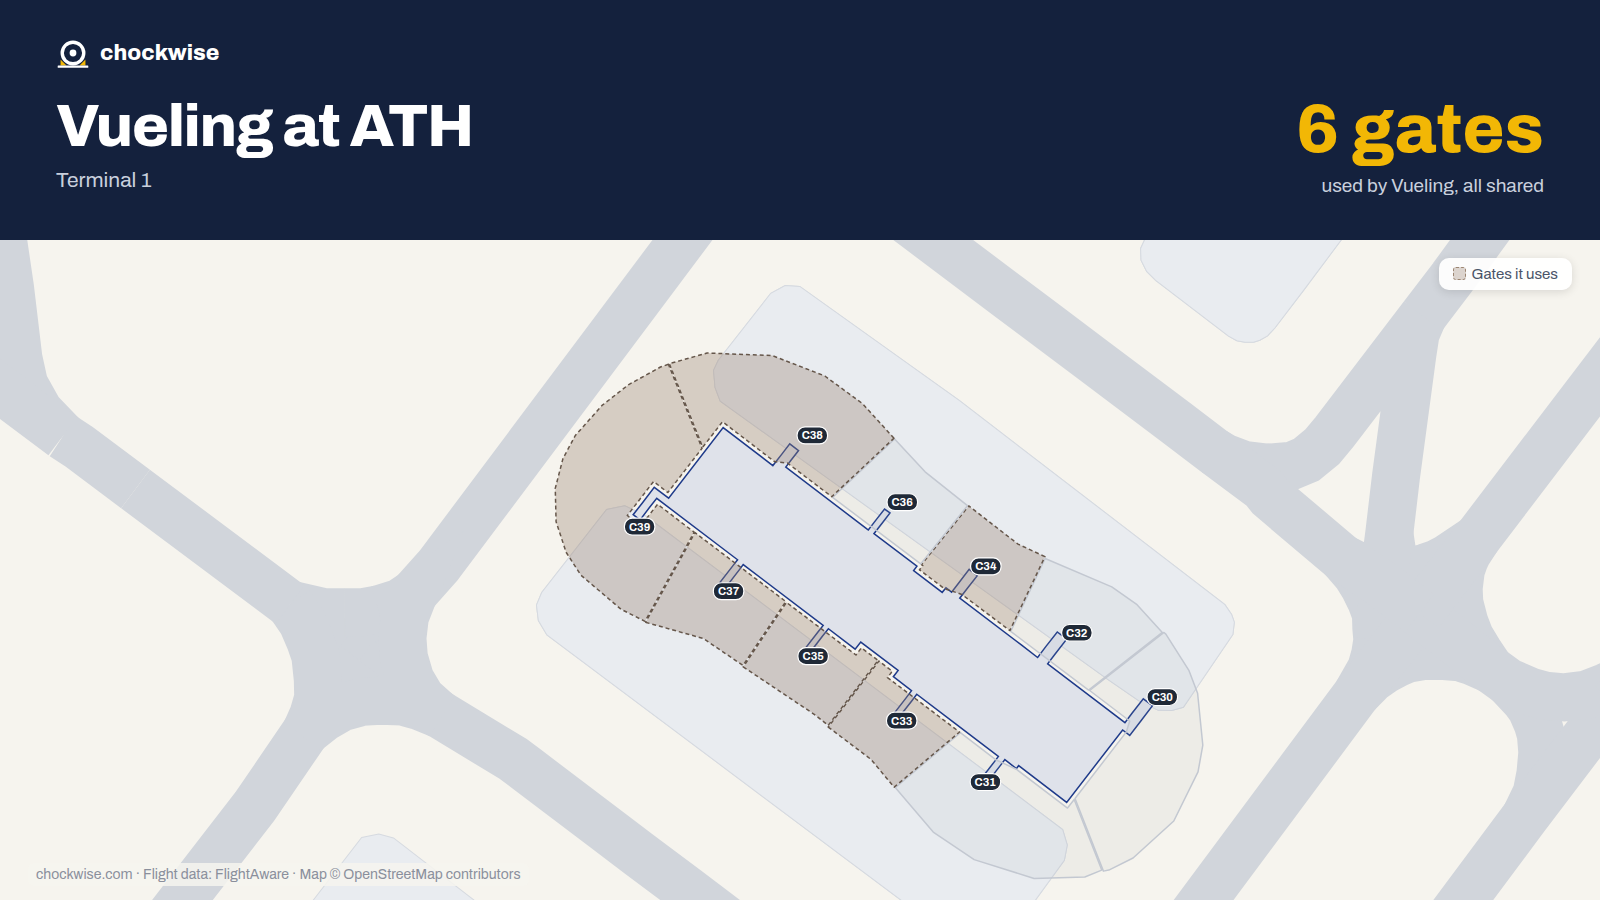 chockwise
Vueling at ATH
Terminal 1
6 gates
used by Vueling, all shared
Gates it uses
C38
C36
C39
C34
C37
C32
C35
C30
C33
C31
chockwise.com · Flight data: FlightAware · Map © OpenStreetMap contributors